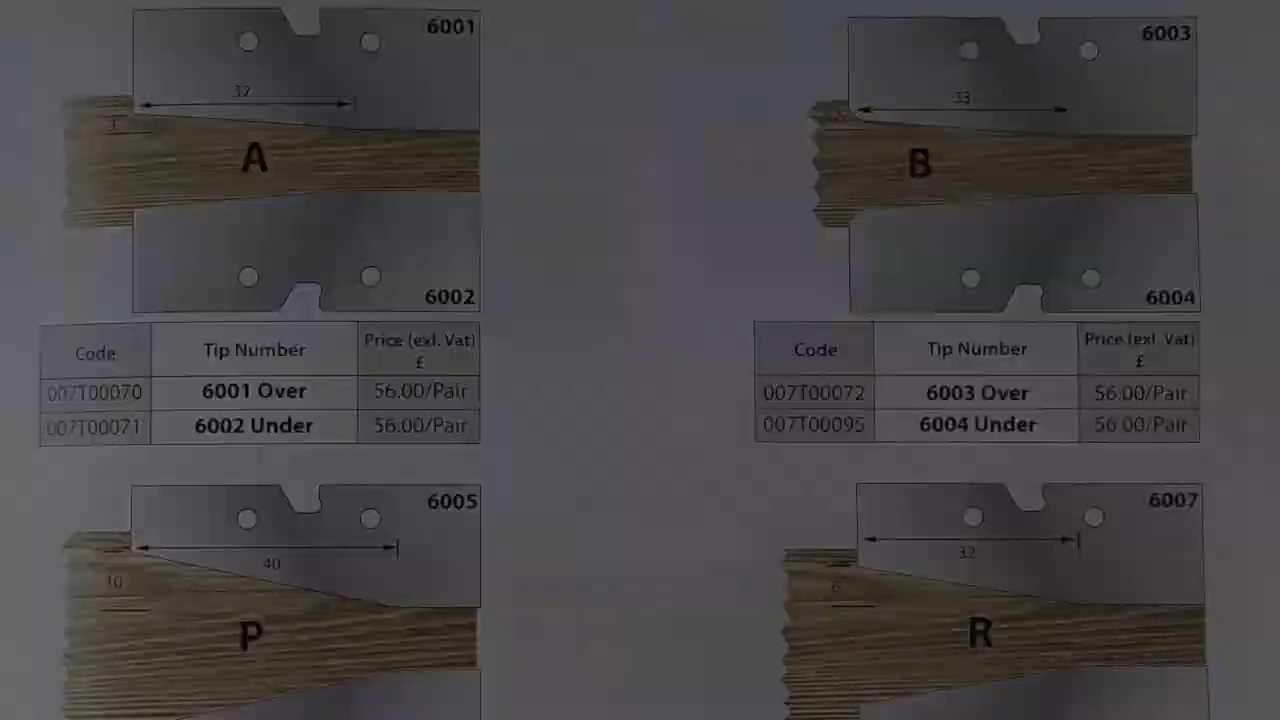 6001
32
A
6002
Code Tip Number Price (exl. Vat) £
007T00070 6001 Over 56.00/Pair
007T00071 6002 Under 56.00/Pair
6003
33
B
6004
Code Tip Number Price (exl. Vat) £
007T00072 6003 Over 56.00/Pair
007T00095 6004 Under 56.00/Pair
6005
40
10
P
6007
32
R